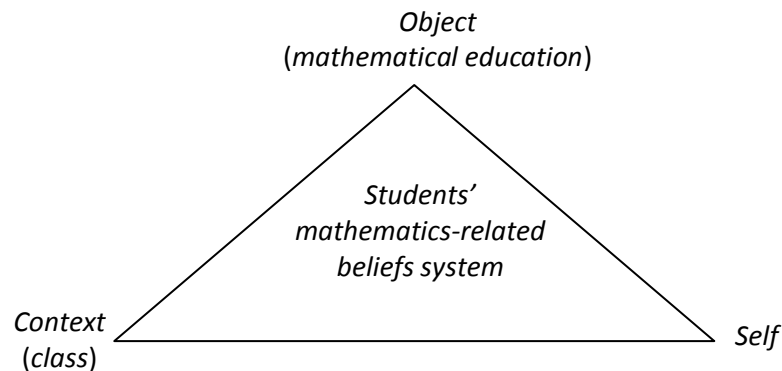 Object
(mathematical education)
Students’
mathematics-related
beliefs system
Context
(class)
Self